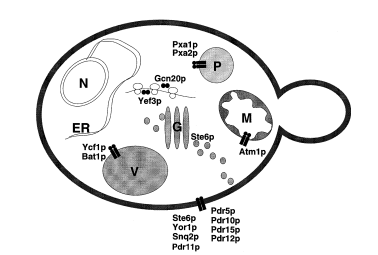 Pxa1p
Pxa2p
P
N
Gcn20p
Yef3p
M
ER
G
Ste6p
Atm1p
Ycf1p
Bat1p
V
Ste6p
Yor1p
Snq2p
Pdr11p
Pdr5p
Pdr10p
Pdr15p
Pdr12p